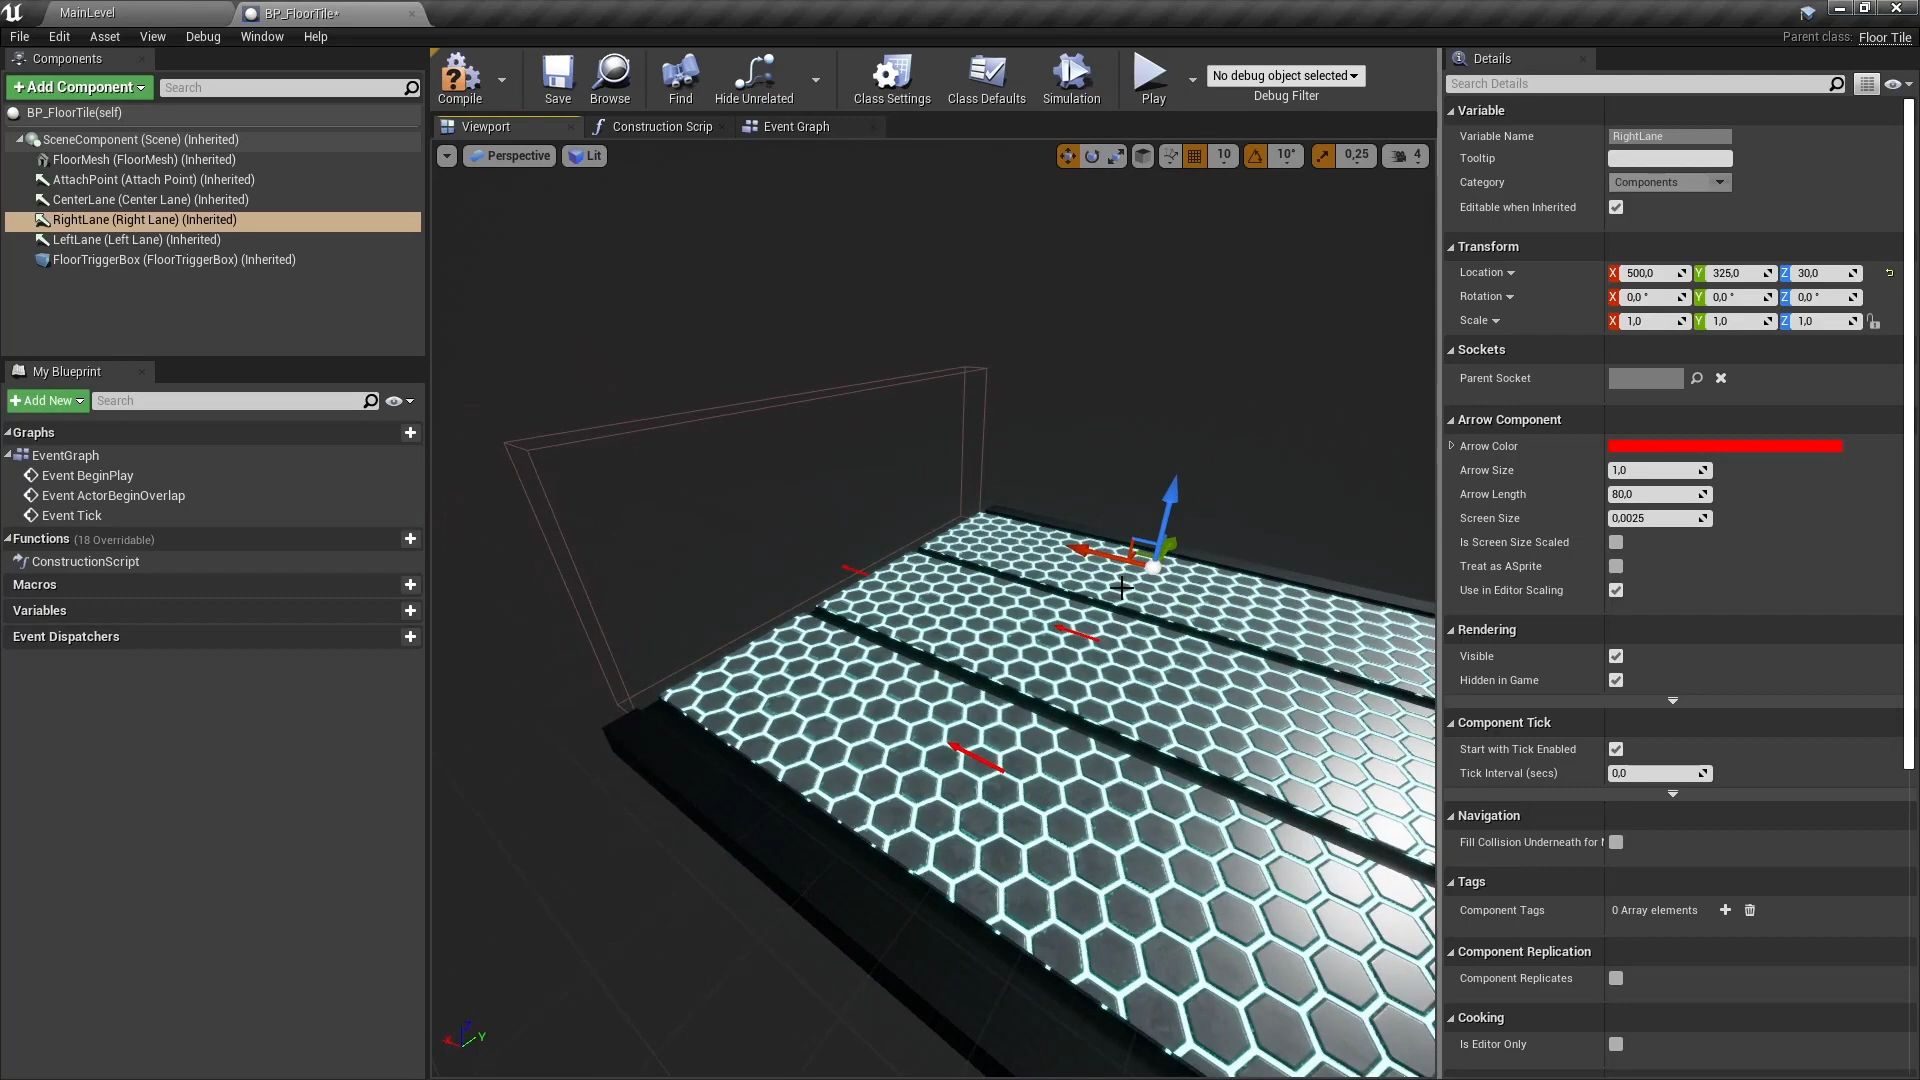 MainLevel
BP_FloorTile*
File Edit Asset View Debug Window Help
Parent class: Floor Tile
Components
+Add Component
Search
BP_FloorTile(self)
SceneComponent (Scene) (Inherited)
FloorMesh (FloorMesh) (Inherited)
AttachPoint (Attach Point) (Inherited)
CenterLane (Center Lane) (Inherited)
RightLane (Right Lane) (Inherited)
LeftLane (Left Lane) (Inherited)
FloorTriggerBox (FloorTriggerBox) (Inherited)
My Blueprint
+Add New
Search
Graphs
EventGraph
Event BeginPlay
Event ActorBeginOverlap
Event Tick
Functions (18 Overridable)
ConstructionScript
Macros
Variables
Event Dispatchers
Compile
Save
Browse
Find
Hide Unrelated
Class Settings
Class Defaults
Simulation
Play
No debug object selected
Debug Filter
Viewport
Construction Scrip
Event Graph
Perspective
Lit
10
10°
0,25
4
Z
Y
Details
Search Details
Variable
Variable Name RightLane
Tooltip
Category Components
Editable when Inherited
Transform
Location X 500,0 Y 325,0 Z 30,0
Rotation X 0,0 ° Y 0,0 ° Z 0,0 °
Scale X 1,0 Y 1,0 Z 1,0
Sockets
Parent Socket
Arrow Component
Arrow Color
Arrow Size 1,0
Arrow Length 80,0
Screen Size 0,0025
Is Screen Size Scaled
Treat as ASprite
Use in Editor Scaling
Rendering
Visible
Hidden in Game
Component Tick
Start with Tick Enabled
Tick Interval (secs) 0,0
Navigation
Fill Collision Underneath for
Tags
Component Tags 0 Array elements
Component Replication
Component Replicates
Cooking
Is Editor Only